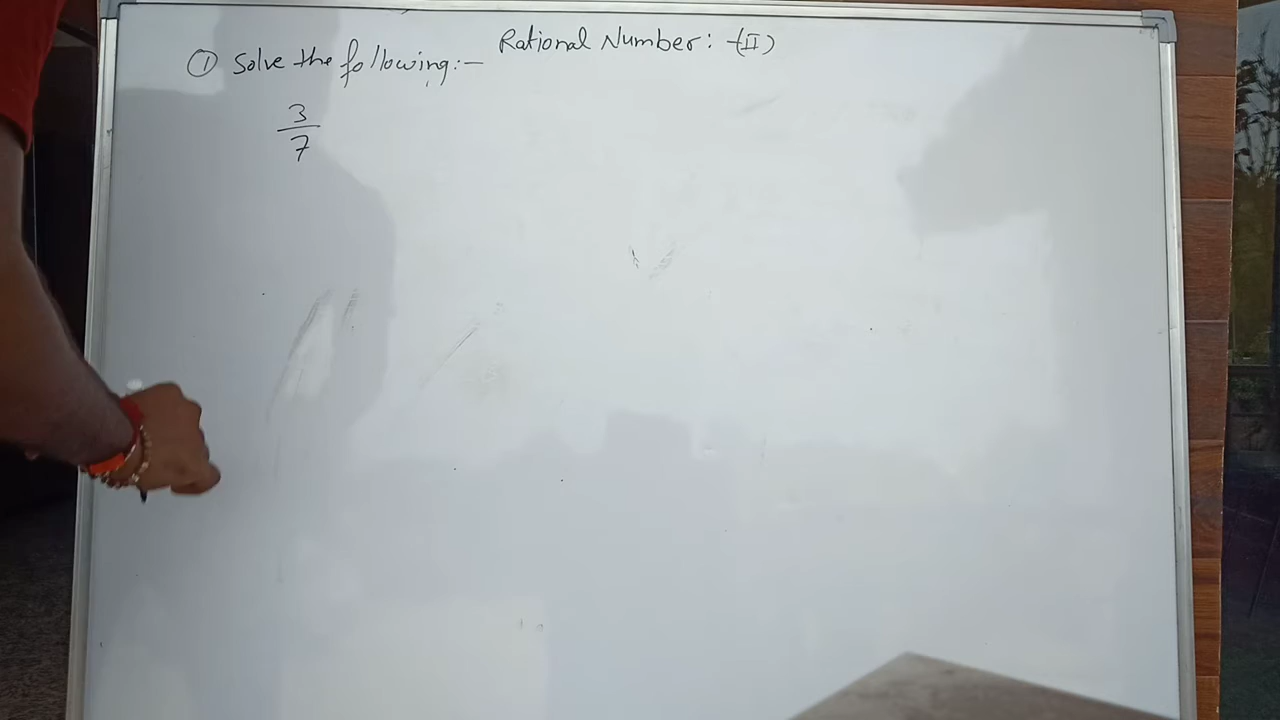 Rational Number: -(II)
① Solve the following:-
3
7